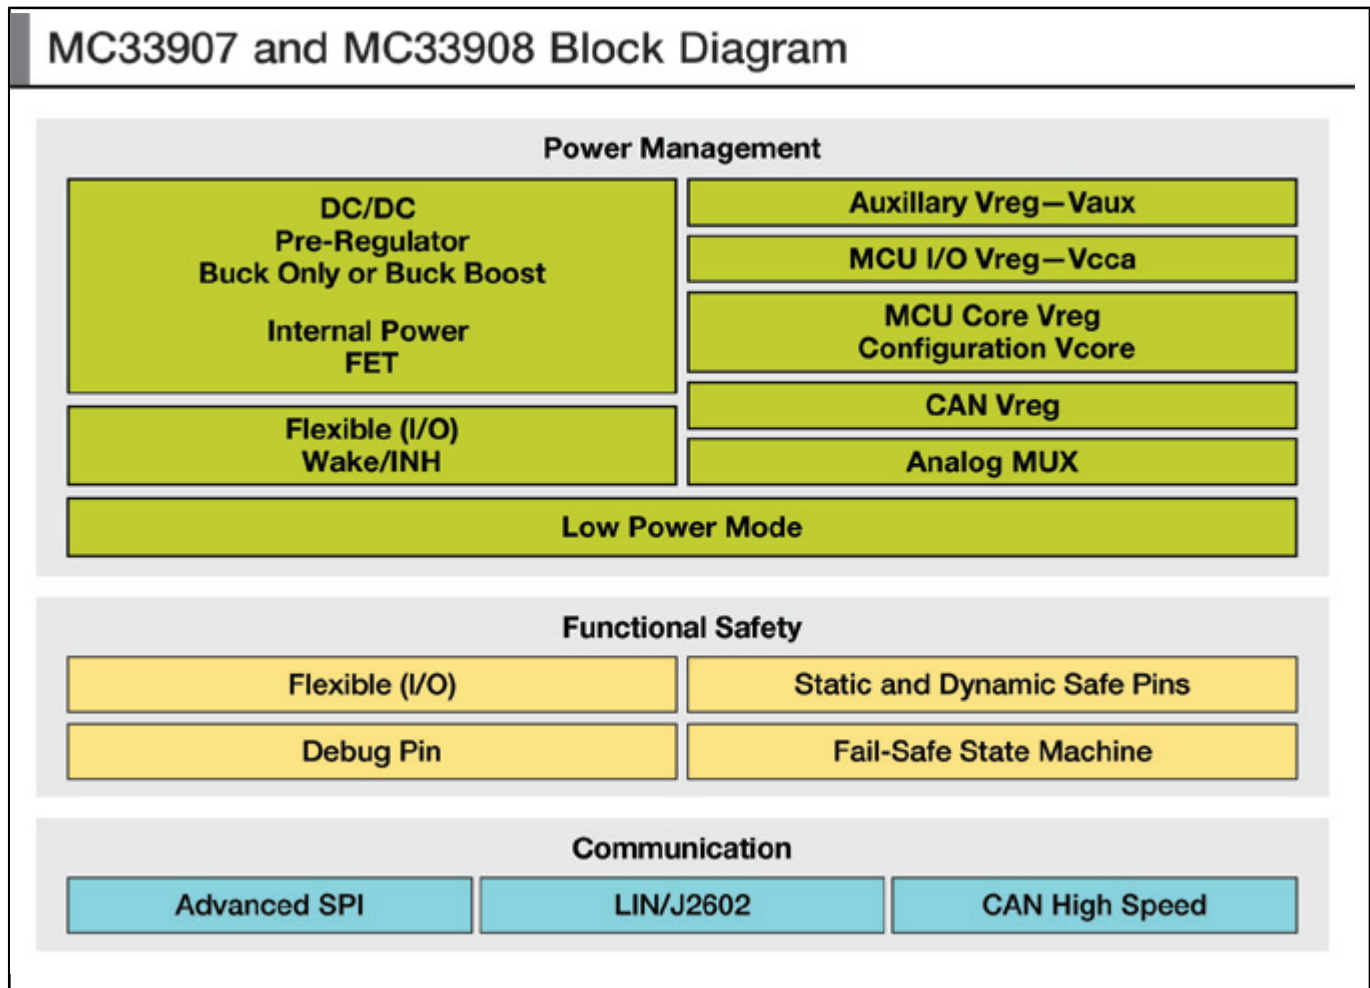 MC33907 and MC33908 Block Diagram
Power Management
DC/DC
Pre-Regulator
Buck Only or Buck Boost
Internal Power
FET
Flexible (I/O)
Wake/INH
Auxillary Vreg—Vaux
MCU I/O Vreg—Vcca
MCU Core Vreg
Configuration Vcore
CAN Vreg
Analog MUX
Low Power Mode
Functional Safety
Flexible (I/O)
Static and Dynamic Safe Pins
Debug Pin
Fail-Safe State Machine
Communication
Advanced SPI
LIN/J2602
CAN High Speed